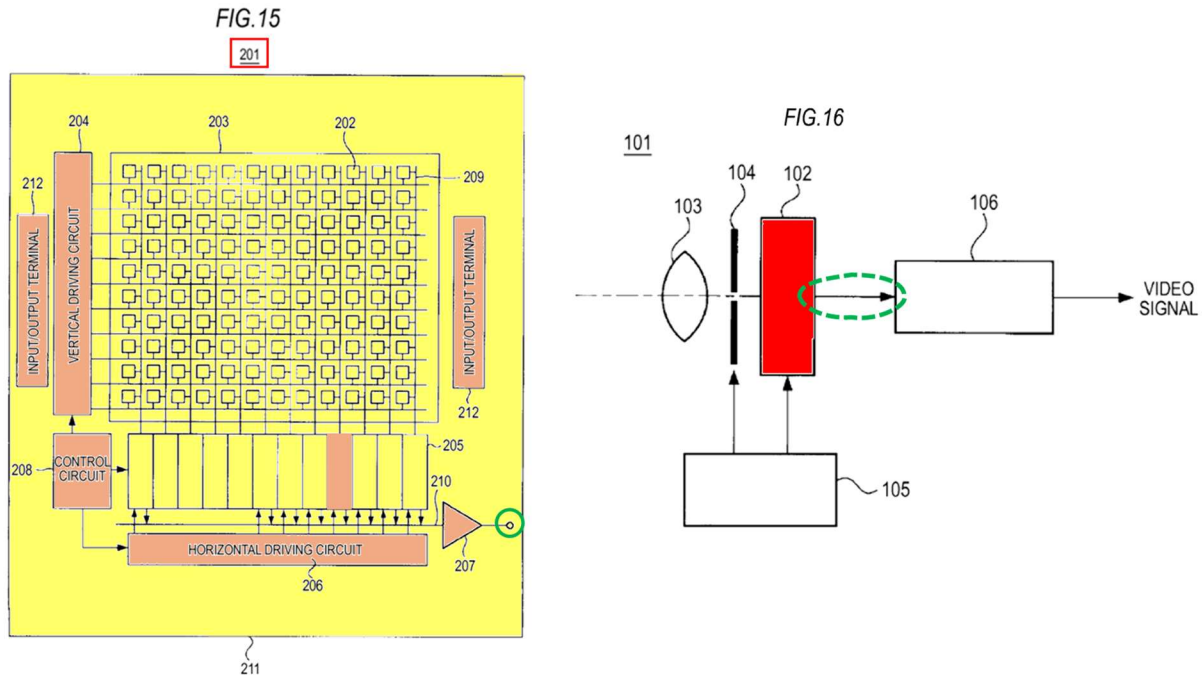 FIG.15
201
204
203
202
209
212
INPUT/OUTPUT TERMINAL
VERTICAL DRIVING CIRCUIT
INPUT/OUTPUT TERMINAL
212
205
208
CONTROL
CIRCUIT
210
HORIZONTAL DRIVING CIRCUIT
207
206
211
FIG.16
101
104
102
103
106
VIDEO
SIGNAL
105